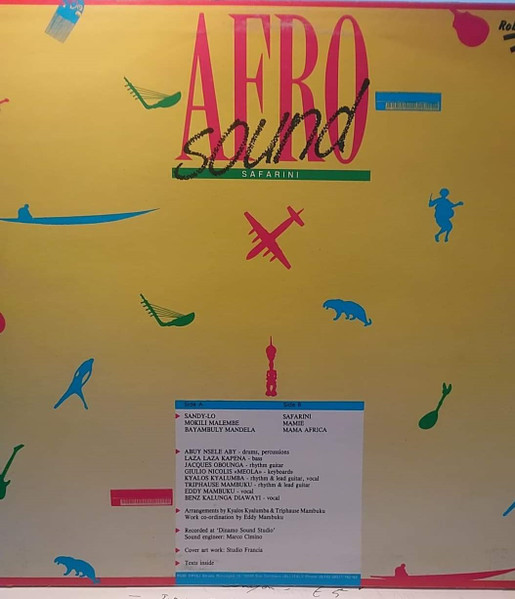 AFRO
sound
SAFARINI
Side A Side B
SANDY-LO SAFARINI
MOKILI MALEMBE MAMIE
BAYAMBULY MANDELA MAMA AFRICA
ABUY NSELE ABY - drums, percussions
LAZA LAZA KAPENA - bass
JACQUES OBOUNGA - rhythm guitar
GIULIO NICOLIS «MEOLA» - keyboards
KYALOS KYALUMBA - rhythm & lead guitar, vocal
TRIPHAUSE MAMBUKU - rhythm & lead guitar
EDDY MAMBUKU - vocal
BENZ KALUNGA DIAWAYI - vocal
Arrangements by Kyalos Kyalumba & Triphause Mambuku
Work co-ordination by Eddy Mambuku
Recorded at 'Dinamo Sound Studio'
Sound engineer: Marco Cimino
Cover art work: Studio Francia
Texts inside